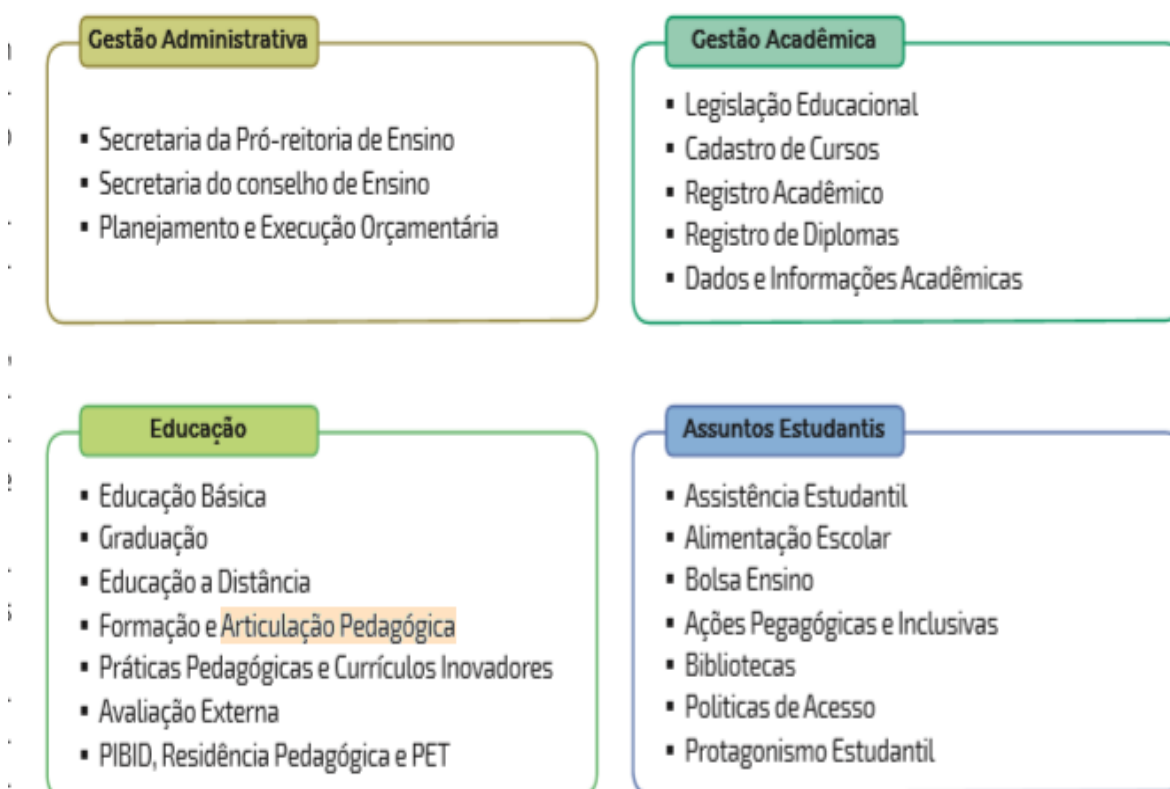 Gestão Administrativa
▪ Secretaria da Pró-reitoria de Ensino
▪ Secretaria do conselho de Ensino
▪ Planejamento e Execução Orçamentária
Gestão Acadêmica
▪ Legislação Educacional
▪ Cadastro de Cursos
▪ Registro Acadêmico
▪ Registro de Diplomas
▪ Dados e Informações Acadêmicas
Educação
▪ Educação Básica
▪ Graduação
▪ Educação a Distância
▪ Formação e Articulação Pedagógica
▪ Práticas Pedagógicas e Currículos Inovadores
▪ Avaliação Externa
▪ PIBID, Residência Pedagógica e PET
Assuntos Estudantis
▪ Assistência Estudantil
▪ Alimentação Escolar
▪ Bolsa Ensino
▪ Ações Pegagógicas e Inclusivas
▪ Bibliotecas
▪ Politicas de Acesso
▪ Protagonismo Estudantil